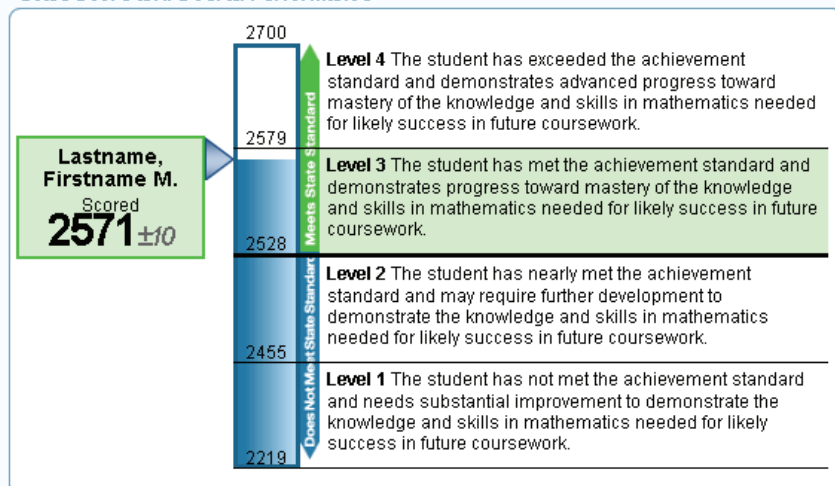 2700
Level 4 The student has exceeded the achievement
standard and demonstrates advanced progress toward
mastery of the knowledge and skills in mathematics needed
for likely success in future coursework.
2579
Lastname,
Firstname M.
Scored
2571 ±10
Meets State Standard
Level 3 The student has met the achievement standard and
demonstrates progress toward mastery of the knowledge
and skills in mathematics needed for likely success in future
coursework.
2528
Level 2 The student has nearly met the achievement
standard and may require further development to
demonstrate the knowledge and skills in mathematics
needed for likely success in future coursework.
2455
Does Not Meet State Standard
Level 1 The student has not met the achievement standard
and needs substantial improvement to demonstrate the
knowledge and skills in mathematics needed for likely
success in future coursework.
2219